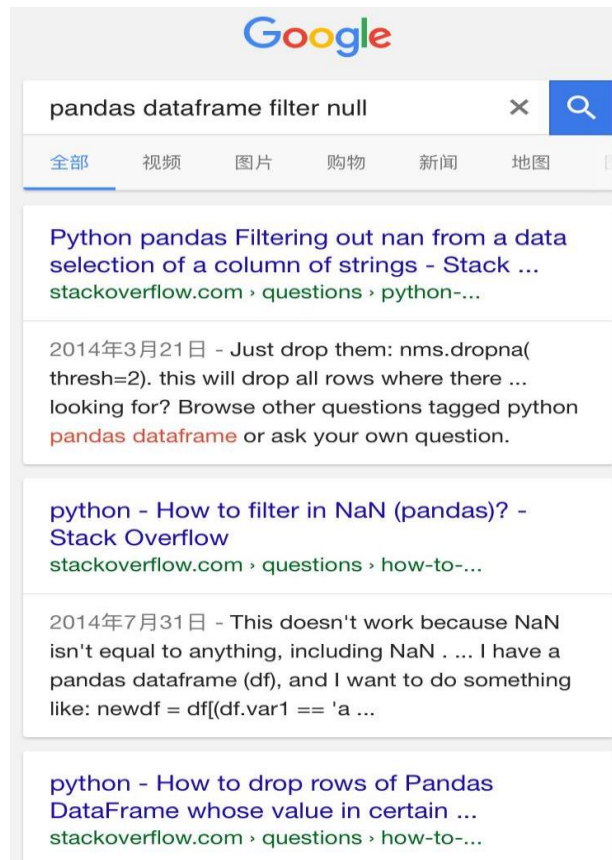 Google
pandas dataframe filter null ×
全部 视频 图片 购物 新闻 地图
Python pandas Filtering out nan from a data
selection of a column of strings - Stack ...
stackoverflow.com › questions › python-...
2014年3月21日 - Just drop them: nms.dropna(
thresh=2). this will drop all rows where there ...
looking for? Browse other questions tagged python
pandas dataframe or ask your own question.
python - How to filter in NaN (pandas)? -
Stack Overflow
stackoverflow.com › questions › how-to-...
2014年7月31日 - This doesn't work because NaN
isn't equal to anything, including NaN . ... I have a
pandas dataframe (df), and I want to do something
like: newdf = df[(df.var1 == 'a ...
python - How to drop rows of Pandas
DataFrame whose value in certain ...
stackoverflow.com › questions › how-to-...